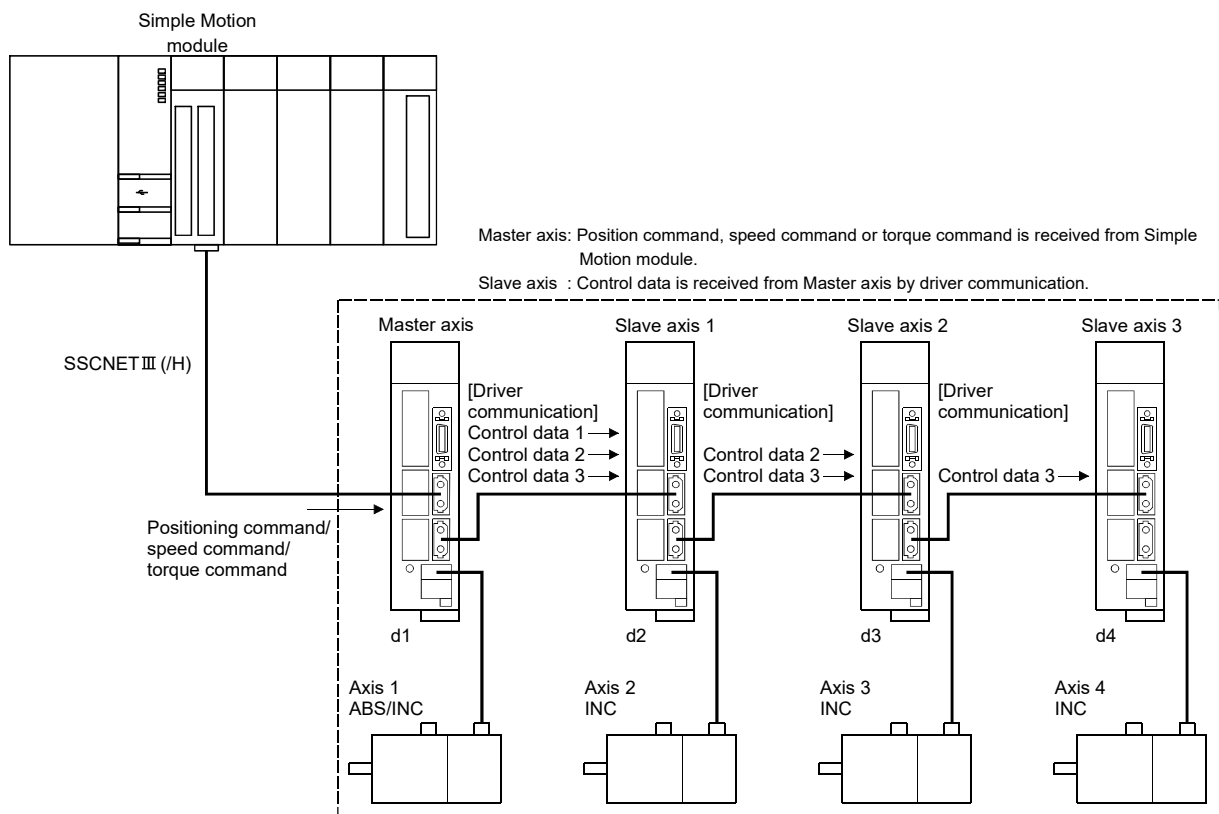 Simple Motion
module
Master axis: Position command, speed command or torque command is received from Simple
Motion module.
Slave axis : Control data is received from Master axis by driver communication.
SSCNETⅢ(/H)
Master axis
Slave axis 1
Slave axis 2
Slave axis 3
[Driver
communication]
Control data 1
Control data 2
Control data 3
[Driver
communication]
Control data 2
Control data 3
[Driver
communication]
Control data 3
Positioning command/
speed command/
torque command
d1
d2
d3
d4
Axis 1
ABS/INC
Axis 2
INC
Axis 3
INC
Axis 4
INC